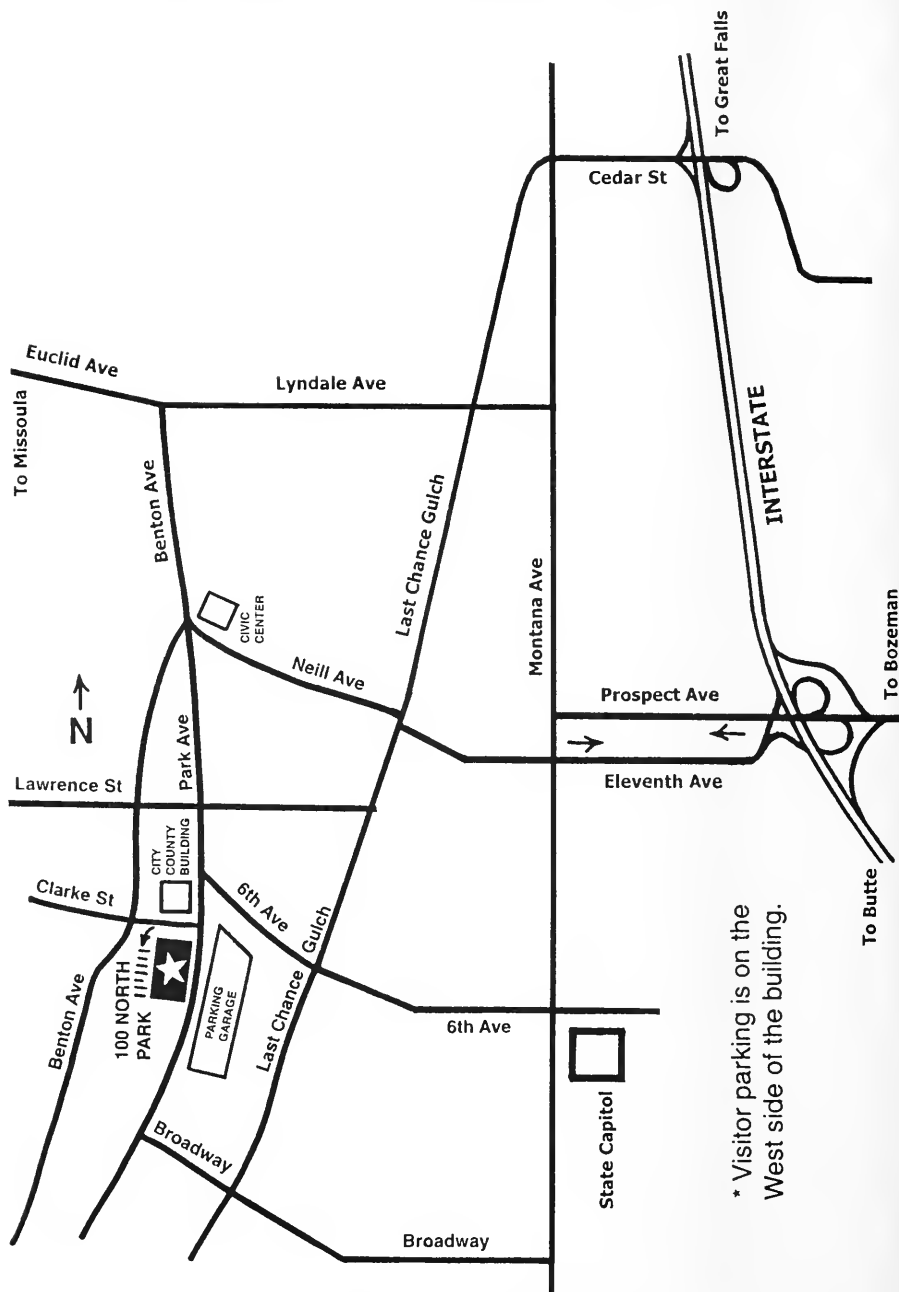 To Great Falls
Cedar St
Euclid Ave
To Missoula
Lyndale Ave
Benton Ave
CIVIC
CENTER
Last Chance Gulch
Montana Ave
INTERSTATE
Neill Ave
N
Prospect Ave
To Bozeman
Park Ave
Lawrence St
Eleventh Ave
CITY
COUNTY
BUILDING
Clarke St
6th Ave
To Butte
Benton Ave
100 NORTH
PARK
PARKING
GARAGE
Last Chance Gulch
6th Ave
State Capitol
Broadway
Broadway
* Visitor parking is on the
West side of the building.